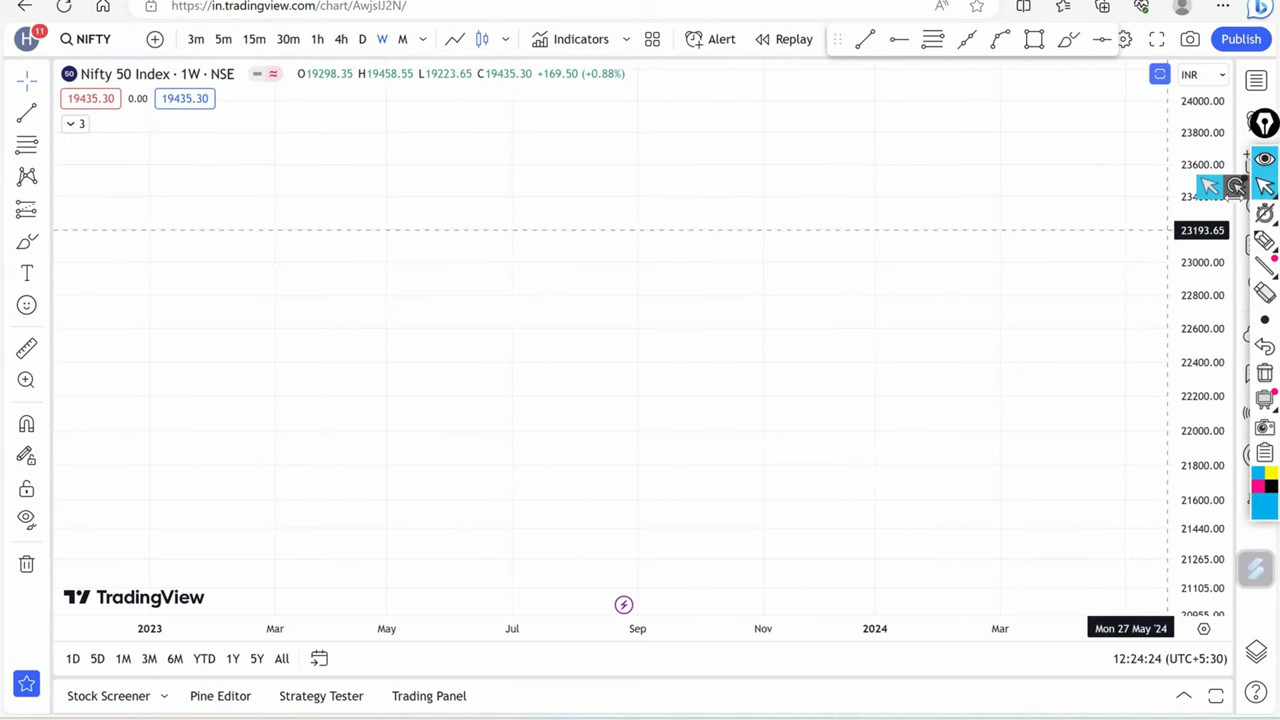 https://in.tradingview.com/chart/AwjsIJ2N/
H 11 NIFTY 3m 5m 15m 30m 1h 4h D W M Indicators Alert Replay Publish
50 Nifty 50 Index · 1W · NSE O19298.35 H19458.55 L19223.65 C19435.30 +169.50 (+0.88%) INR
19435.30 0.00 19435.30
3
24000.00
23800.00
23600.00
23193.65
23000.00
22800.00
22600.00
22400.00
22200.00
22000.00
21800.00
21600.00
21440.00
21265.00
21105.00
20955.00
TradingView
2023 Mar May Jul Sep Nov 2024 Mar Mon 27 May '24
1D 5D 1M 3M 6M YTD 1Y 5Y All 12:24:24 (UTC+5:30)
Stock Screener Pine Editor Strategy Tester Trading Panel